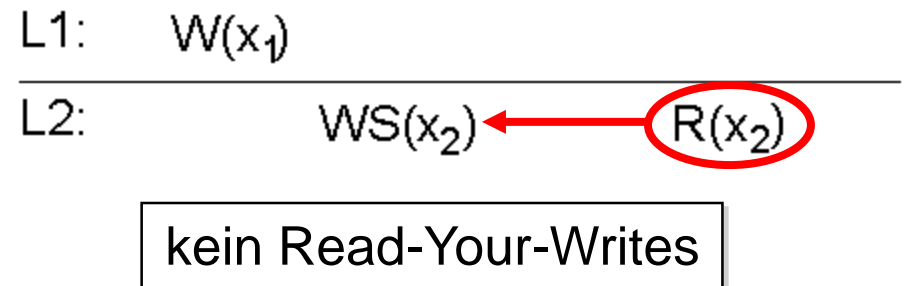 L1: W(x₁)
L2: WS(x₂) R(x₂)
kein Read-Your-Writes